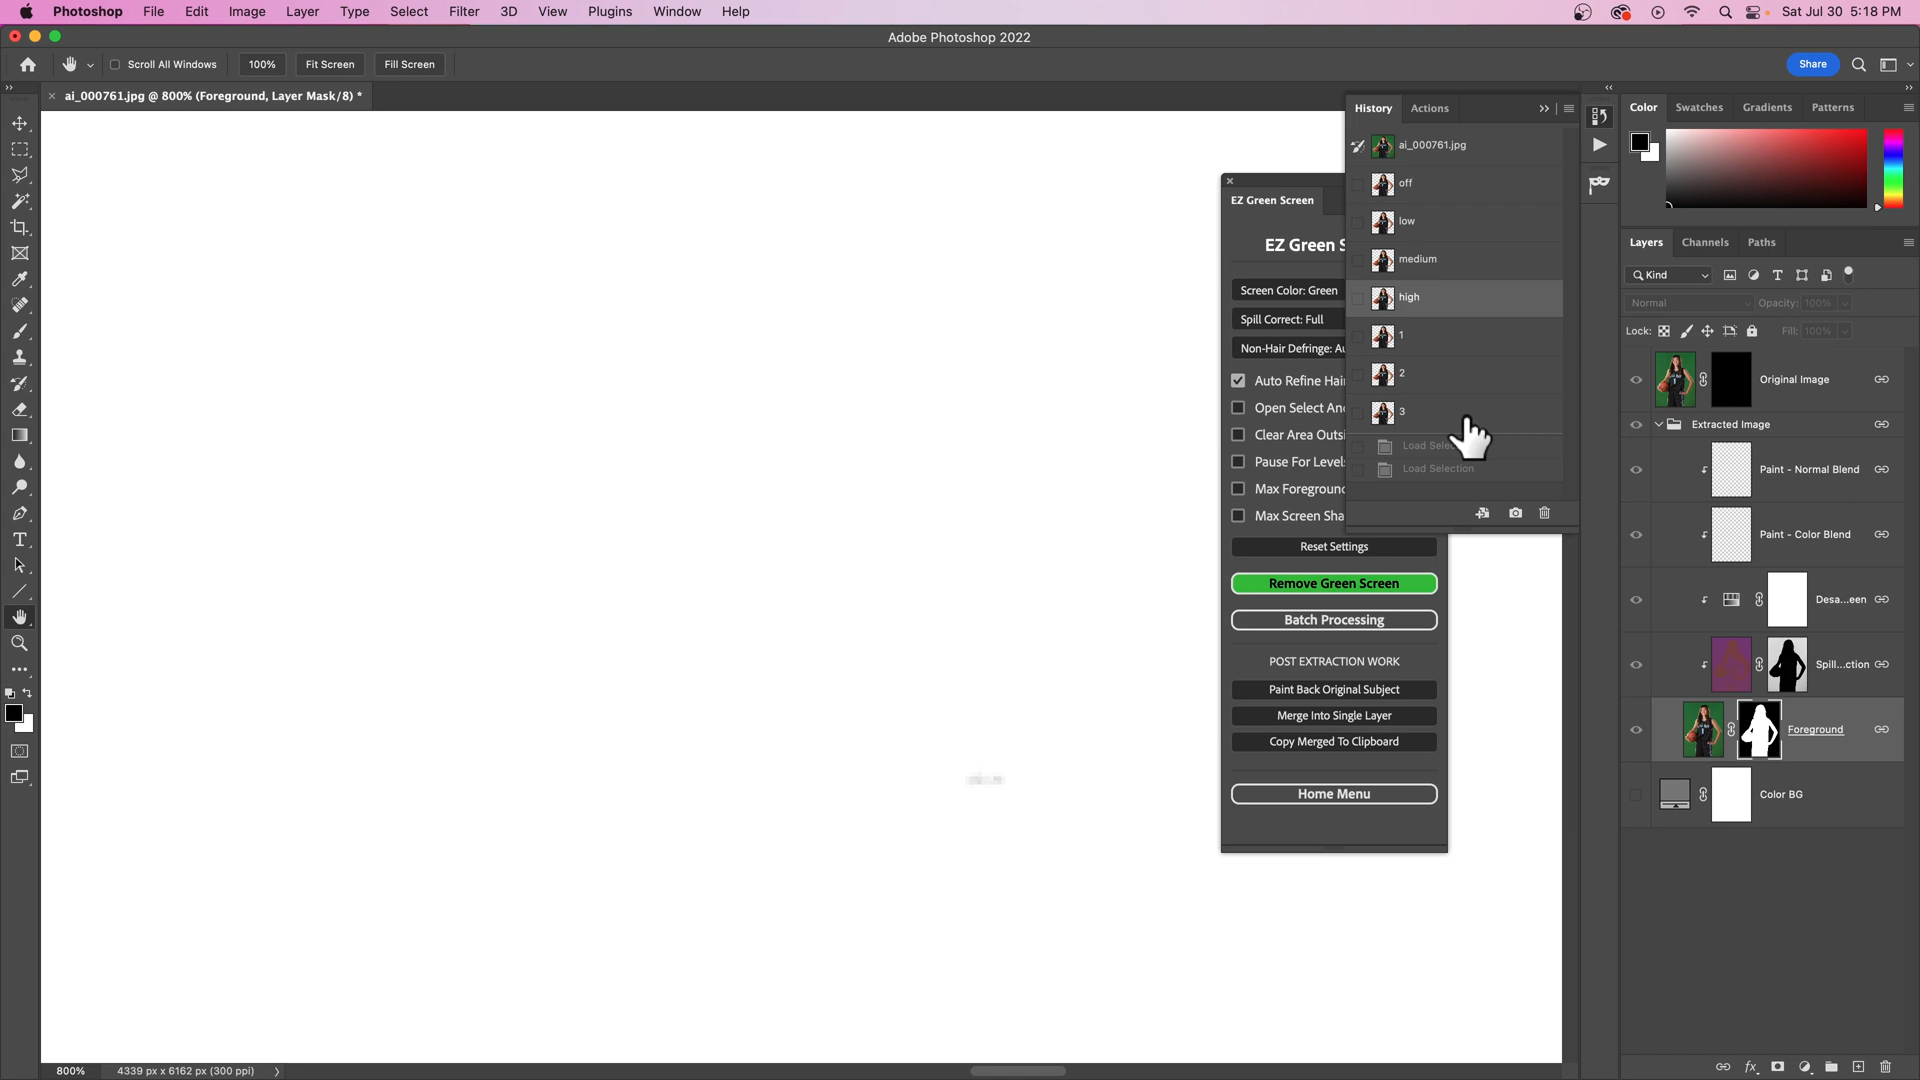 Photoshop File Edit Image Layer Type Select Filter 3D View Plugins Window Help Sat Jul 30 5:18 PM
Adobe Photoshop 2022
Scroll All Windows 100% Fit Screen Fill Screen Share
ai_000761.jpg @ 800% (Foreground, Layer Mask/8) *
History Actions
ai_000761.jpg
off
low
medium
high
1
2
3
Load Selec
Load Selection
EZ Green Screen
EZ Green S
Screen Color: Green
Spill Correct: Full
Non-Hair Defringe: Au
Auto Refine Hai
Open Select And
Clear Area Outsi
Pause For Levels
Max Foreground
Max Screen Sha
Reset Settings
Remove Green Screen
Batch Processing
POST EXTRACTION WORK
Paint Back Original Subject
Merge Into Single Layer
Copy Merged To Clipboard
Home Menu
Color Swatches Gradients Patterns
Layers Channels Paths
Kind
Normal Opacity: 100%
Lock: Fill: 100%
Original Image
Extracted Image
Paint - Normal Blend
Paint - Color Blend
Desa...een
Spill...ction
Foreground
Color BG
800% 4339 px x 6162 px (300 ppi)